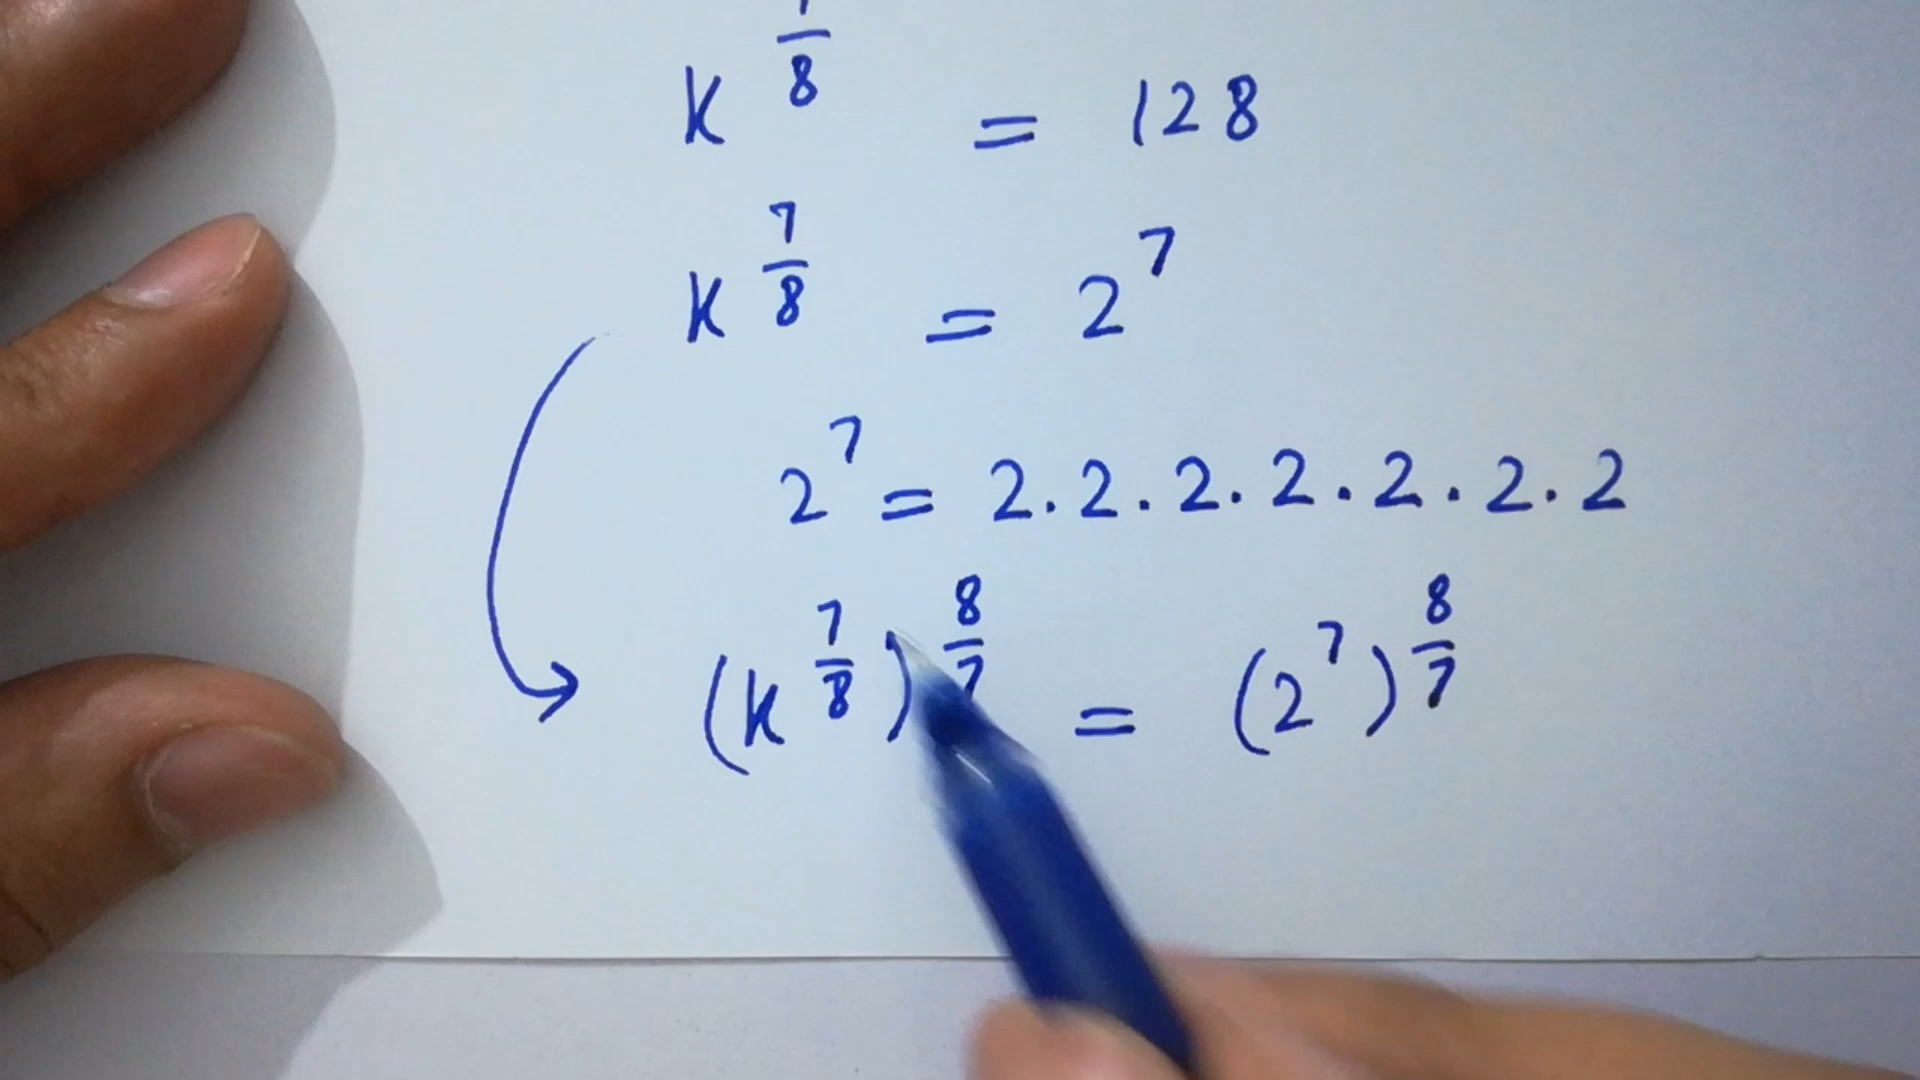 k^(7/8) = 128
k^(7/8) = 2^7
2^7 = 2.2.2.2.2.2.2
(k^(7/8))^(8/7) = (2^7)^(8/7)